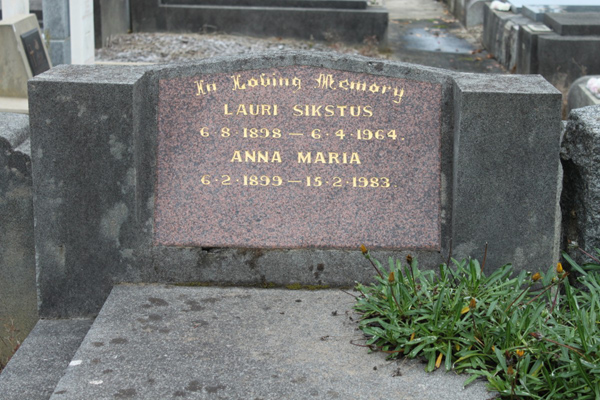 In Loving Memory
LAURI SIKSTUS
6·8·1898 — 6·4·1964.
ANNA MARIA
6·2·1899 — 15·2·1983.